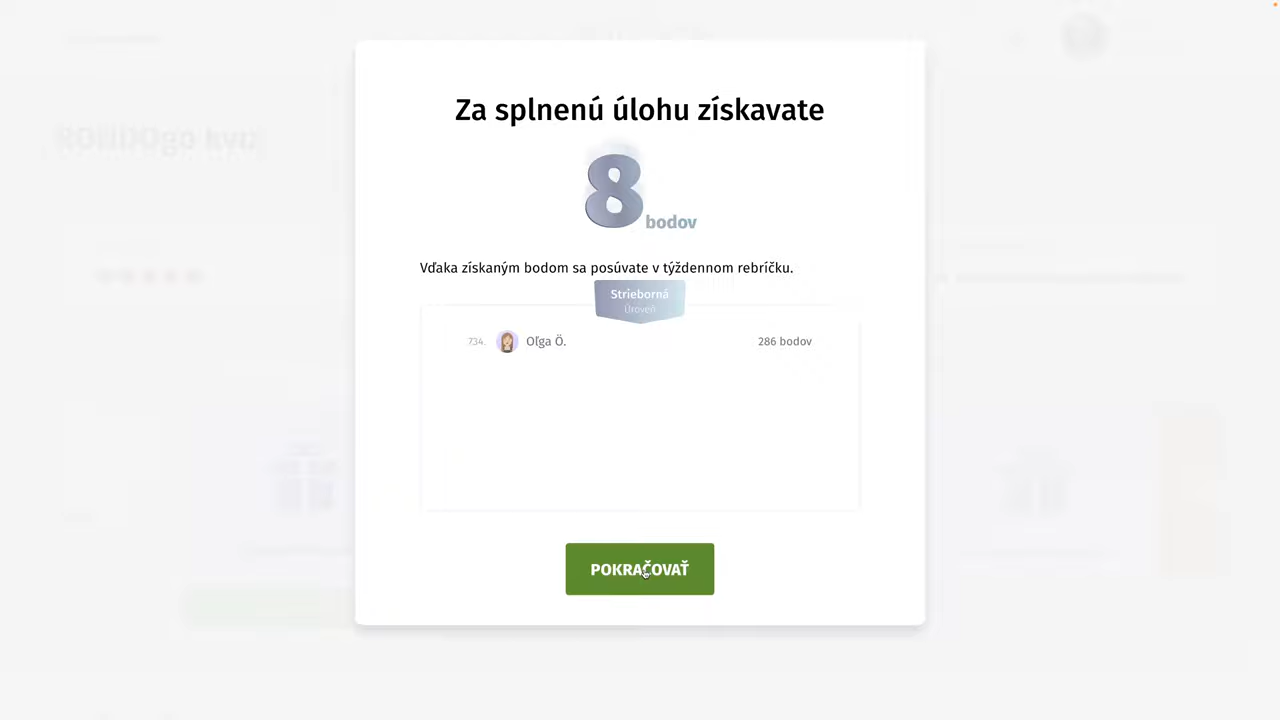 Za splnenú úlohu získavate
8 bodov
Vďaka získaným bodom sa posúvate v týždennom rebríčku.
Strieborná
Úroveň
734. Oľga Ö. 286 bodov
POKRAČOVAŤ